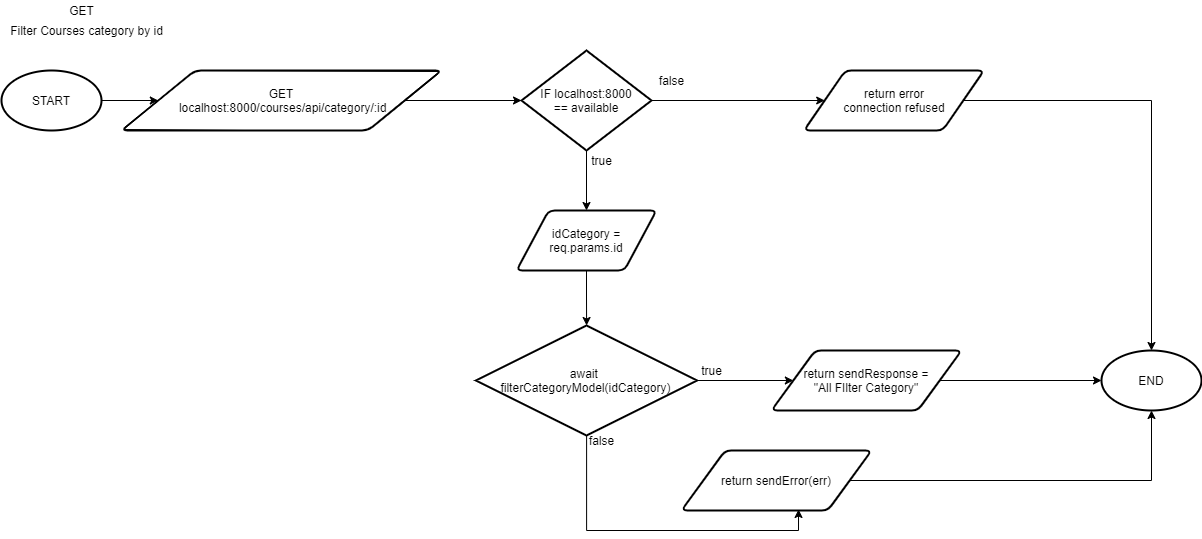 GET
Filter Courses category by id
START
GET
localhost:8000/courses/api/category/:id
IF localhost:8000
== available
false
return error
connection refused
true
idCategory =
req.params.id
await
filterCategoryModel(idCategory)
true
return sendResponse =
"All FIlter Category"
END
false
return sendError(err)